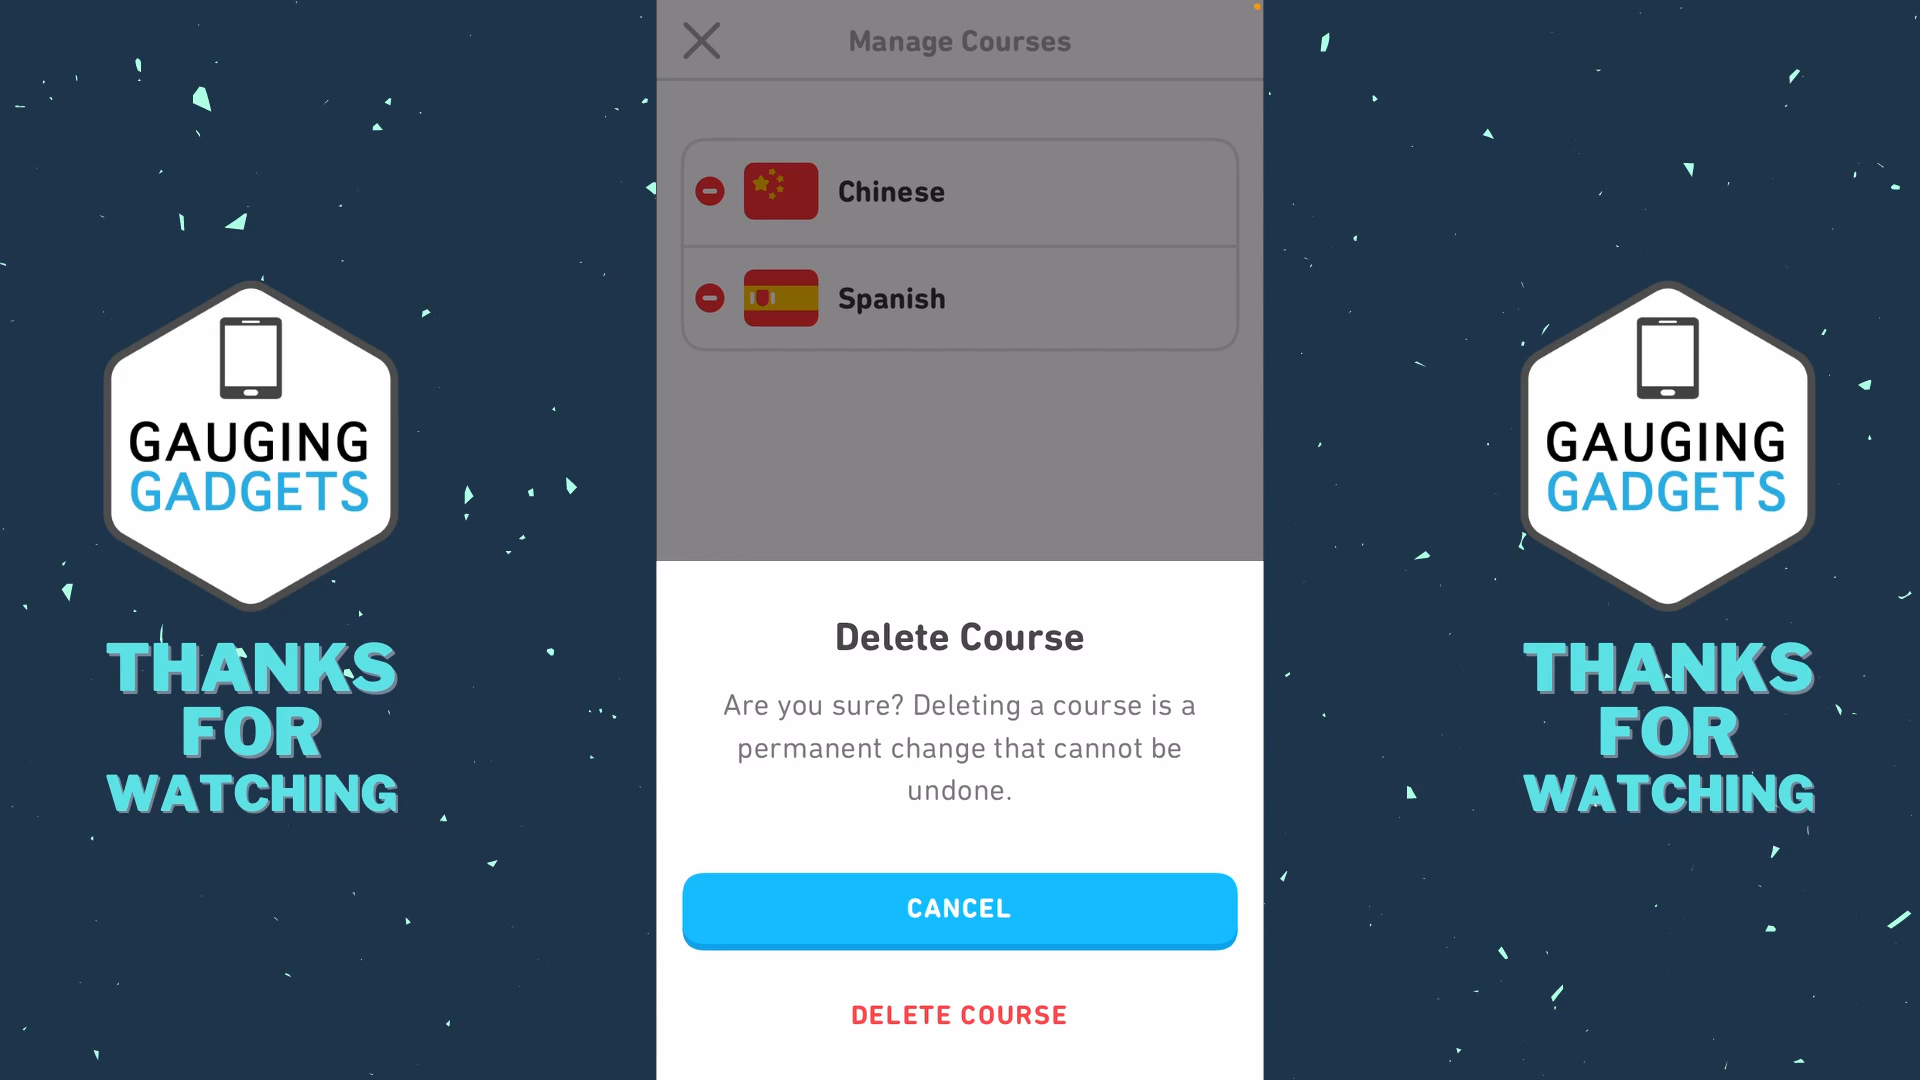 Manage Courses
Chinese
Spanish
Delete Course
Are you sure? Deleting a course is a
permanent change that cannot be
undone.
CANCEL
DELETE COURSE
GAUGING
GADGETS
THANKS
FOR
WATCHING
GAUGING
GADGETS
THANKS
FOR
WATCHING